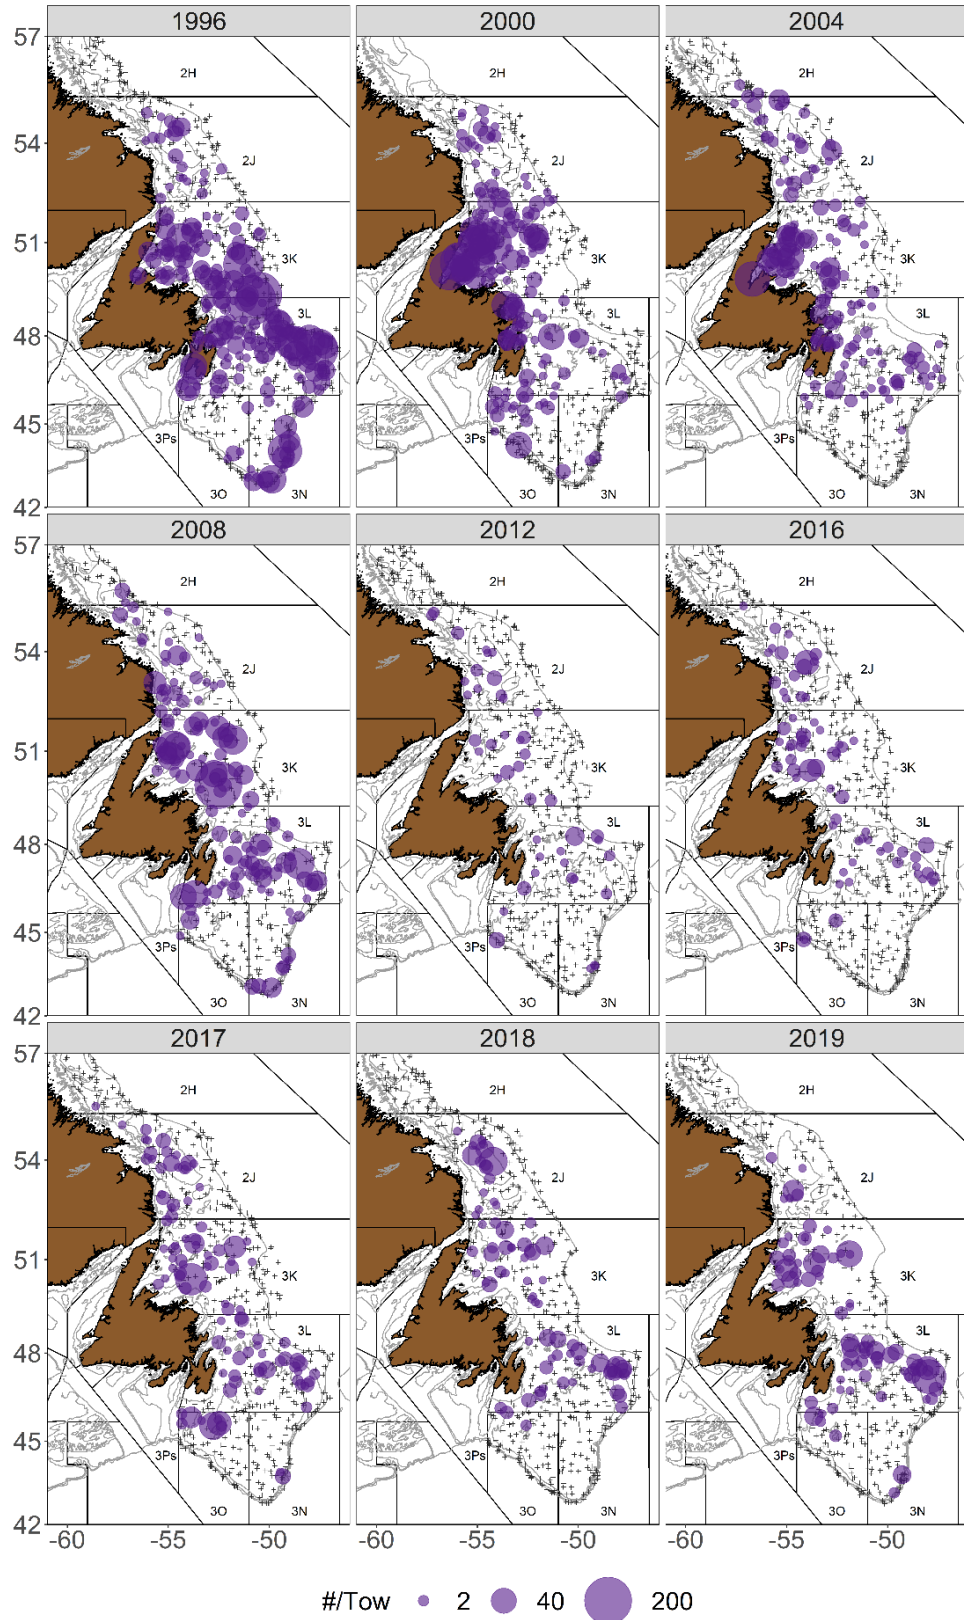 1996 2000 2004
57 2H 2H 2H
54 2J 2J 2J
51 3K 3K 3K
3L 3L 3L
48
45 3Ps 3Ps 3Ps
42 3O 3N 3O 3N 3O 3N
2008 2012 2016
57 2H 2H 2H
54 2J 2J 2J
51 3K 3K 3K
3L 3L 3L
48
45 3Ps 3Ps 3Ps
42 3O 3N 3O 3N 3O 3N
2017 2018 2019
57 2H 2H 2H
54 2J 2J 2J
51 3K 3K 3K
3L 3L 3L
48
45 3Ps 3Ps 3Ps
42 3O 3N 3O 3N 3O 3N
-60 -55 -50 -60 -55 -50 -60 -55 -50
#/Tow 2 40 200